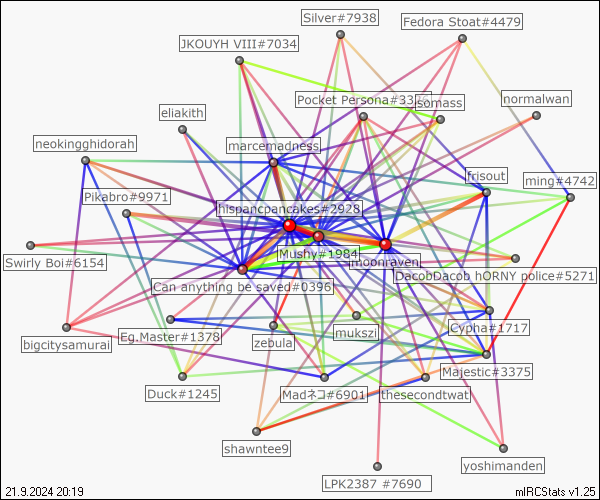 Silver#7938
Fedora Stoat#4479
JKOUYH VIII#7034
Pocket Persona#33
somass
normalwan
eliakith
neokingghidorah
marcemadness
frisout
ming#4742
Pikabro#9971
hispancpancakes#2928
Mushy#1984
moonraven
Swirly Boi#6154
Dacobbacob hORNY police#5271
Can anything be saved#0396
Eg.Master#1378
mukszi
Cypha#1717
bigcitysamurai
zebula
Majestic#3375
Duck#1245
Madネコ#6901
thesecondtwat
shawntee9
yoshimanden
LPK2387 #7690
21.9.2024 20:19
mIRCStats v1.25